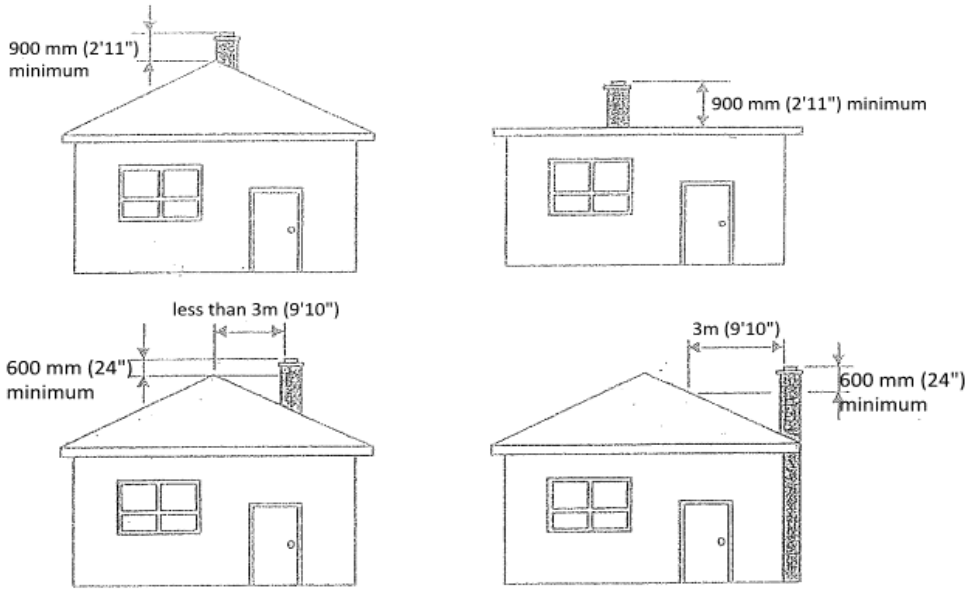 900 mm (2'11")
minimum
900 mm (2'11") minimum
less than 3m (9'10")
600 mm (24")
minimum
3m (9'10")
600 mm (24")
minimum